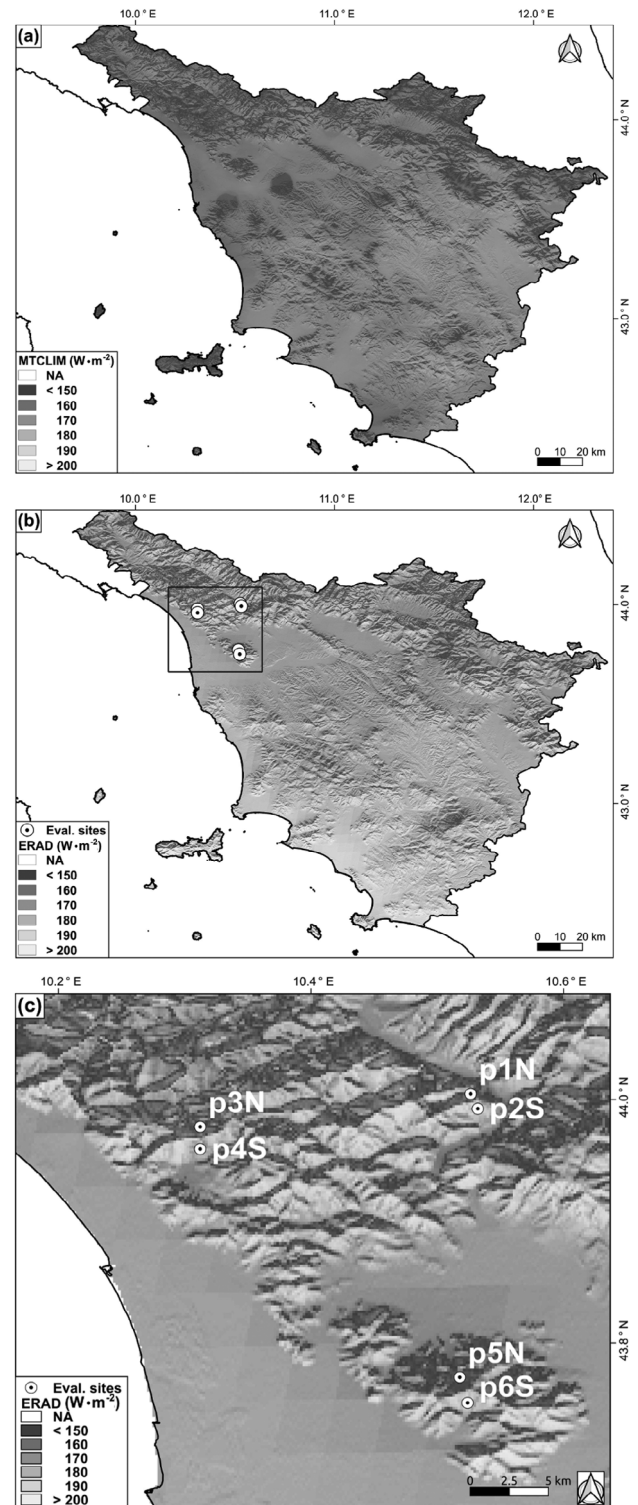 (a)
10.0° E 11.0° E 12.0° E
44.0° N
43.0° N
MTCLIM (W·m⁻²)
NA
< 150
160
170
180
190
> 200
0 10 20 km
(b)
10.0° E 11.0° E 12.0° E
44.0° N
43.0° N
Eval. sites
ERAD (W·m⁻²)
NA
< 150
160
170
180
190
> 200
0 10 20 km
(c)
10.2° E 10.4° E 10.6° E
p1N
p2S
44.0° N
p3N
p4S
43.8° N
p5N
p6S
Eval. sites
ERAD (W·m⁻²)
NA
< 150
160
170
180
190
> 200
0 2.5 5 km